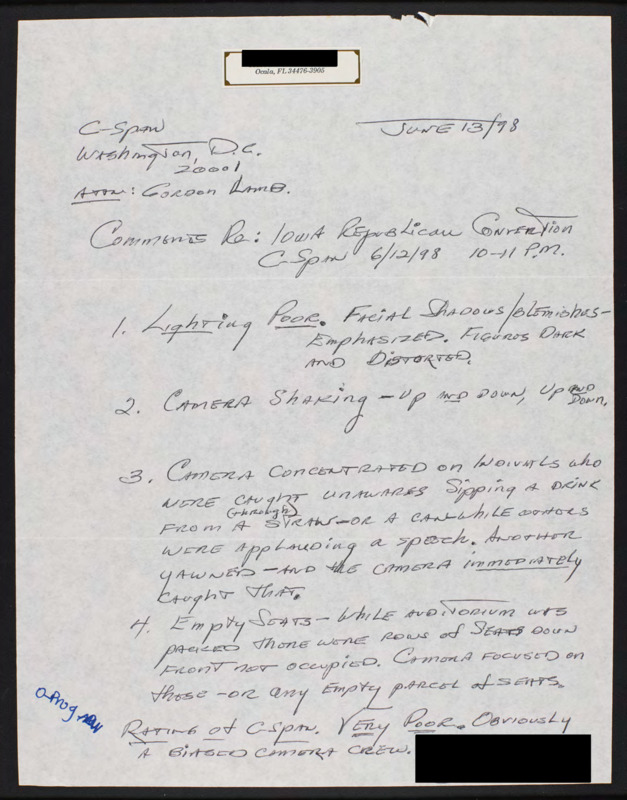 Ocala, FL 34476-3905
JUNE 13/98
C-SPAN
WASHINGTON, D.C.
20001
ATTN: GORDON LAMB.
COMMENTS RE: IOWA REPUBLICAN CONVENTION
C-SPAN 6/12/98 10-11 P.M.
1. LIGHTING POOR. FACIAL SHADOWS/BLEMISHES-
EMPHASIZED. FIGURES DARK
AND DISTORTED.
2. CAMERA SHAKING - UP AND DOWN, UP AND DOWN.
3. CAMERA CONCENTRATED ON INDIVIALS WHO
WERE CAUGHT UNAWARES SIPPING A DRINK
FROM (THROUGH) A STRAW-OR A CAN-WHILE OTHERS
WERE APPLAUDING A SPEECH. ANOTHER
YAWNED-AND THE CAMERA IMMEDIATELY
CAUGHT THAT.
4. EMPTY SEATS - WHILE AUDITORIUM WAS
PACKED THERE WERE ROWS OF SEATS DOWN
FRONT NOT OCCUPIED. CAMERA FOCUSED ON
THOSE - OR ANY EMPTY PARCEL OF SEATS.
RATING OF C-SPAN. VERY POOR. OBVIOUSLY
A BIASED CAMERA CREW.